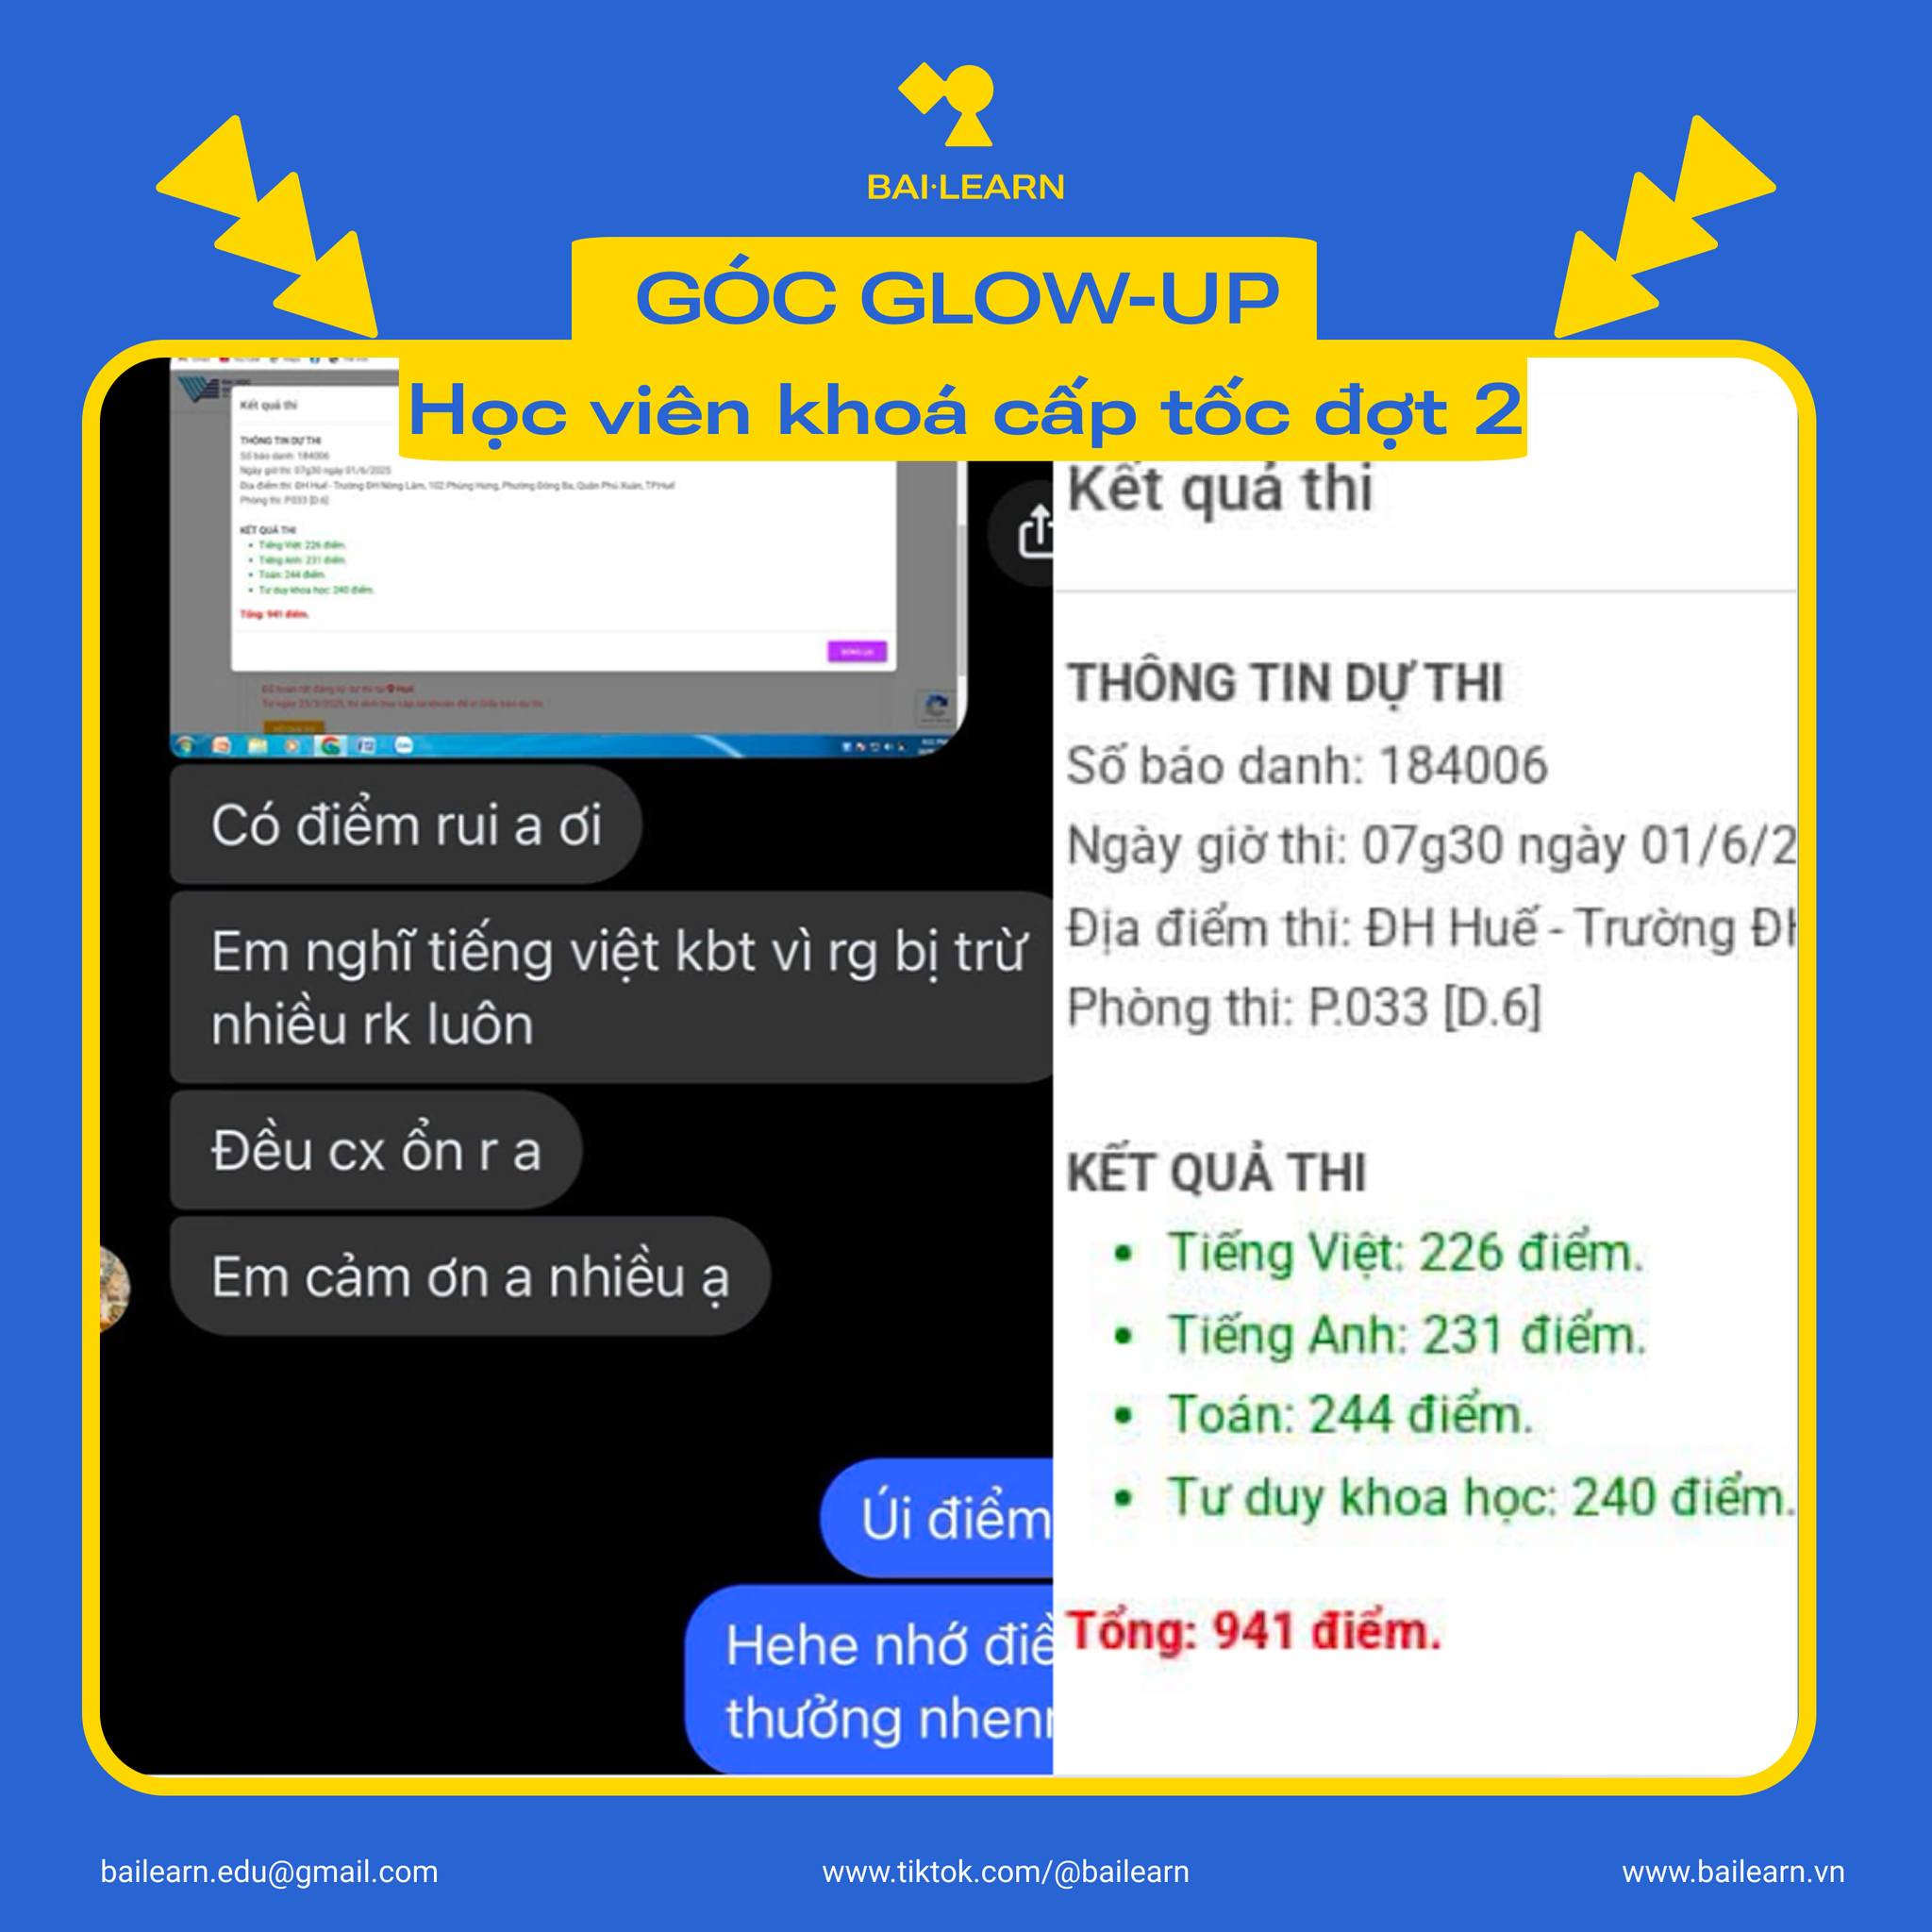 BAI·LEARN
GÓC GLOW-UP
Học viên khoá cấp tốc đợt 2
Kết quả thi
THÔNG TIN DỰ THI
Số báo danh: 184006
Ngày giờ thi: 07g30 ngày 01/6/2025
Địa điểm thi: ĐH Huế - Trường ĐH Nông Lâm, 102 Phùng Hưng, Phường Đông Ba, Quận Phú Xuân, TP.Huế
Phòng thi: P.033 [D.6]
KẾT QUẢ THI
Tiếng Việt: 226 điểm.
Tiếng Anh: 231 điểm.
Toán: 244 điểm.
Tư duy khoa học: 240 điểm.
Tổng: 941 điểm.
Có điểm rui a ơi
Em nghĩ tiếng việt kbt vì rg bị trừ
nhiều rk luôn
Đều cx ổn r a
Em cảm ơn a nhiều ạ
Úi điểm
Hehe nhớ điề
thưởng nhenn
Kết quả thi
THÔNG TIN DỰ THI
Số báo danh: 184006
Ngày giờ thi: 07g30 ngày 01/6/2
Địa điểm thi: ĐH Huế - Trường ĐH
Phòng thi: P.033 [D.6]
KẾT QUẢ THI
• Tiếng Việt: 226 điểm.
• Tiếng Anh: 231 điểm.
• Toán: 244 điểm.
• Tư duy khoa học: 240 điểm.
Tổng: 941 điểm.
bailearn.edu@gmail.com
www.tiktok.com/@bailearn
www.bailearn.vn